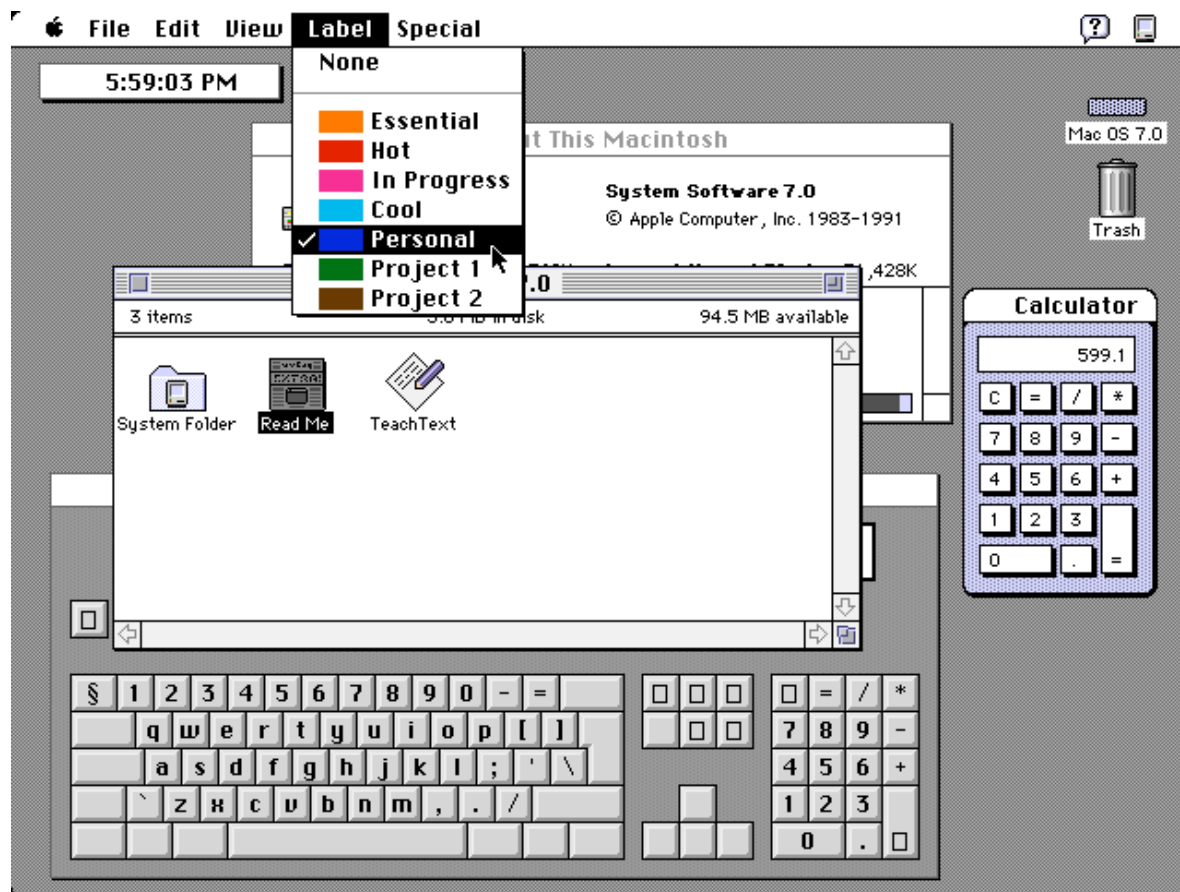 File Edit View Label Special
5:59:03 PM
None
Essential
Hot
In Progress
Cool
Personal
Project 1
Project 2
Mac OS 7.0
Trash
This Macintosh
System Software 7.0
© Apple Computer, Inc. 1983-1991
,428K
.0
3 items
94.5 MB available
System Folder Read Me TeachText
Calculator
599.1
C = / *
7 8 9 -
4 5 6 +
1 2 3
0 . =
§ 1 2 3 4 5 6 7 8 9 0 - = = / *
q w e r t y u i o p [ ] 7 8 9 -
a s d f g h j k l ; ' \ 4 5 6 +
` z x c v b n m , . / 1 2 3
0 .